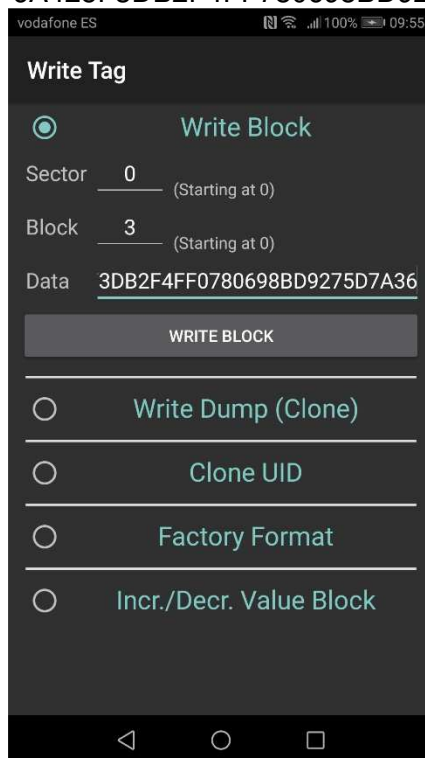 vodafone ES 100% 09:55
Write Tag
Write Block
Sector 0 (Starting at 0)
Block 3 (Starting at 0)
Data 3DB2F4FF0780698BD9275D7A36
WRITE BLOCK
Write Dump (Clone)
Clone UID
Factory Format
Incr./Decr. Value Block